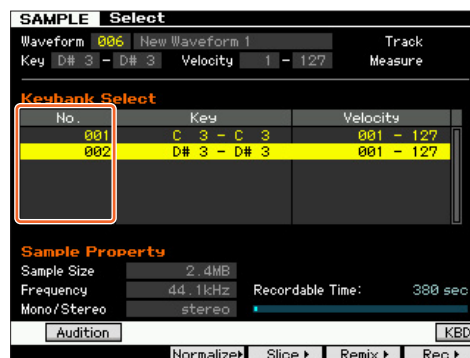 SAMPLE Select
Waveform 006 New Waveform 1 Track
Key D# 3 - D# 3 Velocity 1 - 127 Measure
Keybank Select
No. Key Velocity
001 C 3 - C 3 001 - 127
002 D# 3 - D# 3 001 - 127
Sample Property
Sample Size 2.4MB
Frequency 44.1kHz Recordable Time: 380 sec
Mono/Stereo stereo
Audition KBD
Normalize Slice Remix Rec